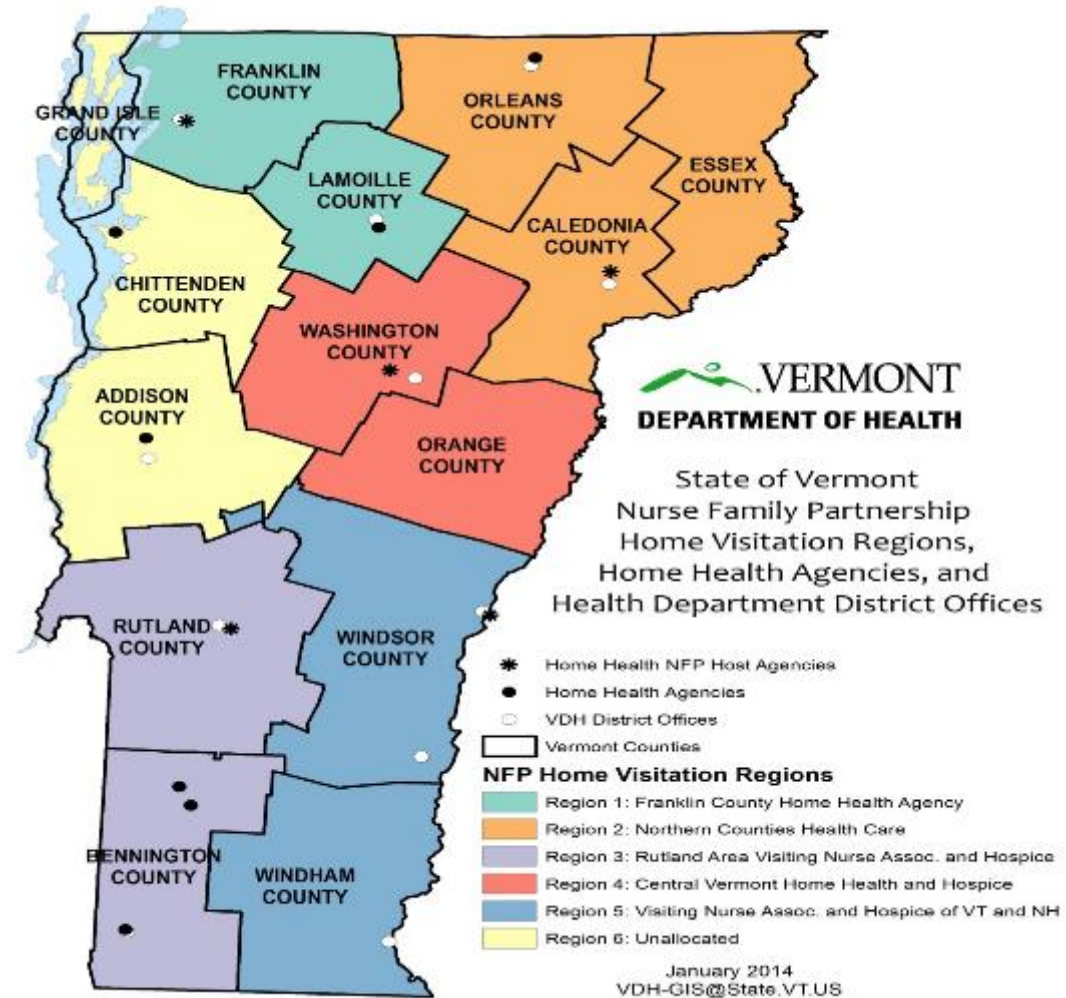 FRANKLIN
COUNTY
ORLEANS
COUNTY
GRAND ISLE
COUNTY
ESSEX
COUNTY
LAMOILLE
COUNTY
CALEDONIA
COUNTY
CHITTENDEN
COUNTY
WASHINGTON
COUNTY
ADDISON
COUNTY
ORANGE
COUNTY
RUTLAND
COUNTY
WINDSOR
COUNTY
BENNINGTON
COUNTY
WINDHAM
COUNTY
VERMONT
DEPARTMENT OF HEALTH
State of Vermont
Nurse Family Partnership
Home Visitation Regions,
Home Health Agencies, and
Health Department District Offices
Home Health NFP Host Agencies
Home Health Agencies
VDH District Offices
Vermont Counties
NFP Home Visitation Regions
Region 1: Franklin County Home Health Agency
Region 2: Northern Counties Health Care
Region 3: Rutland Area Visiting Nurse Assoc. and Hospice
Region 4: Central Vermont Home Health and Hospice
Region 5: Visiting Nurse Assoc. and Hospice of VT and NH
Region 6: Unallocated
January 2014
VDH-GIS@State.VT.US